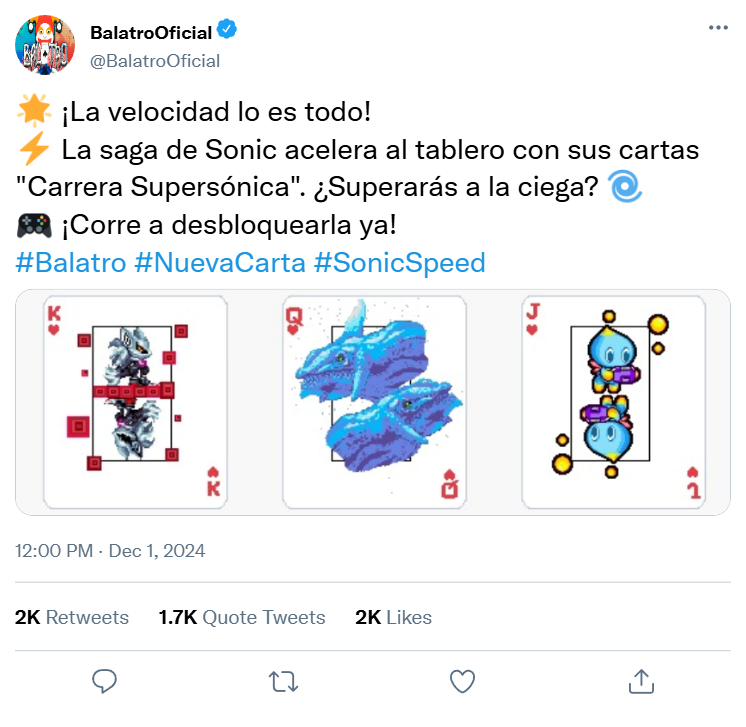 BalatroOficial
@BalatroOficial
¡La velocidad lo es todo!
La saga de Sonic acelera al tablero con sus cartas
"Carrera Supersónica". ¿Superarás a la ciega?
¡Corre a desbloquearla ya!
#Balatro #NuevaCarta #SonicSpeed
K
K
Q
Q
J
J
12:00 PM · Dec 1, 2024
2K Retweets 1.7K Quote Tweets 2K Likes